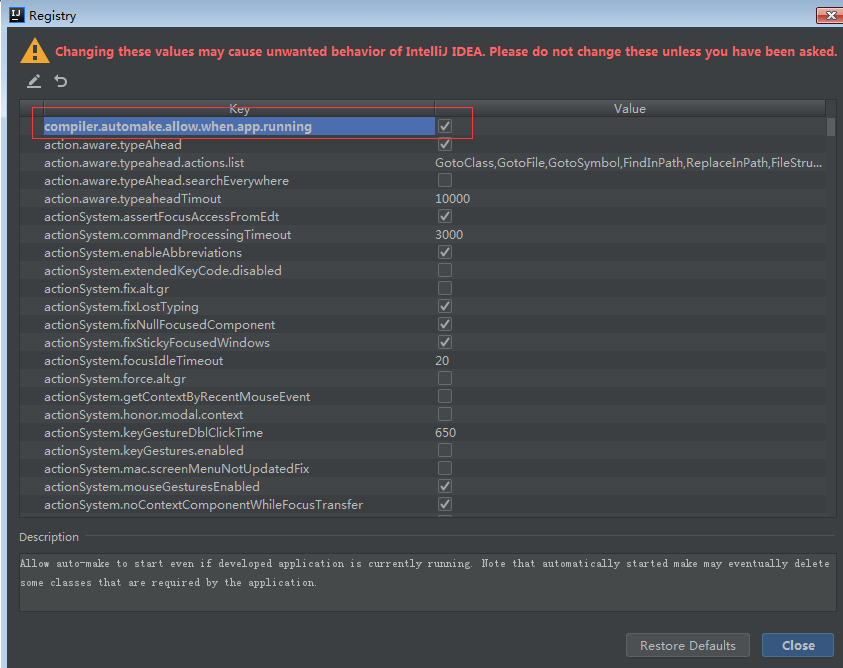 IJ Registry
Changing these values may cause unwanted behavior of IntelliJ IDEA. Please do not change these unless you have been asked.
Key Value
compiler.automake.allow.when.app.running
action.aware.typeAhead
action.aware.typeahead.actions.list GotoClass,GotoFile,GotoSymbol,FindInPath,ReplaceInPath,FileStru...
action.aware.typeAhead.searchEverywhere
action.aware.typeaheadTimout 10000
actionSystem.assertFocusAccessFromEdt
actionSystem.commandProcessingTimeout 3000
actionSystem.enableAbbreviations
actionSystem.extendedKeyCode.disabled
actionSystem.fix.alt.gr
actionSystem.fixLostTyping
actionSystem.fixNullFocusedComponent
actionSystem.fixStickyFocusedWindows
actionSystem.focusIdleTimeout 20
actionSystem.force.alt.gr
actionSystem.getContextByRecentMouseEvent
actionSystem.honor.modal.context
actionSystem.keyGestureDblClickTime 650
actionSystem.keyGestures.enabled
actionSystem.mac.screenMenuNotUpdatedFix
actionSystem.mouseGesturesEnabled
actionSystem.noContextComponentWhileFocusTransfer
Description
Allow auto-make to start even if developed application is currently running. Note that automatically started make may eventually delete
some classes that are required by the application.
Restore Defaults Close